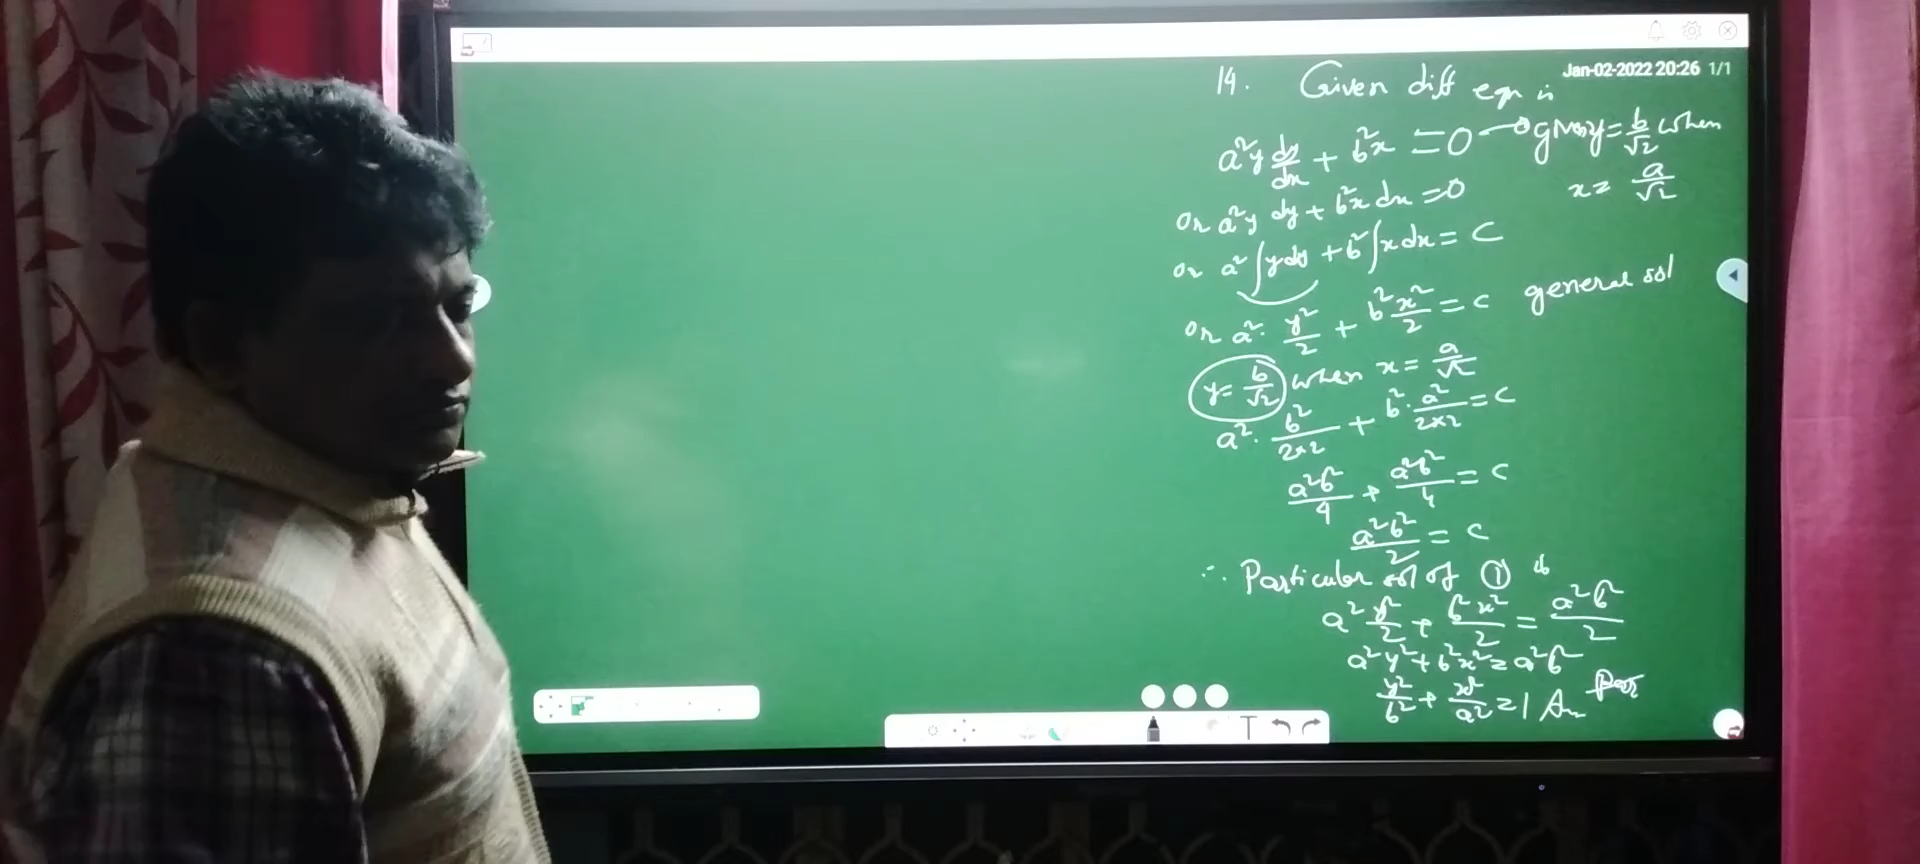 Jan-02-2022 20:26 1/1
14. Given diff eqn is
a²y dy/dx + b²x = 0 → given y = b/√2 when
x = a/√2
Or a²y dy + b²x dx = 0
or a² ∫y dy + b² ∫x dx = C
or a². y²/2 + b² x²/2 = c general sol
y = b/√2 when x = a/√2
a². b²/2×2 + b². a²/2×2 = c
a²b²/4 + a²b²/4 = c
a²b²/2 = c
∴ Particular sol of ① is
a² y²/2 + b² x²/2 = a²b²/2
a²y² + b²x² = a²b²
y²/b² + x²/a² = 1 An
T